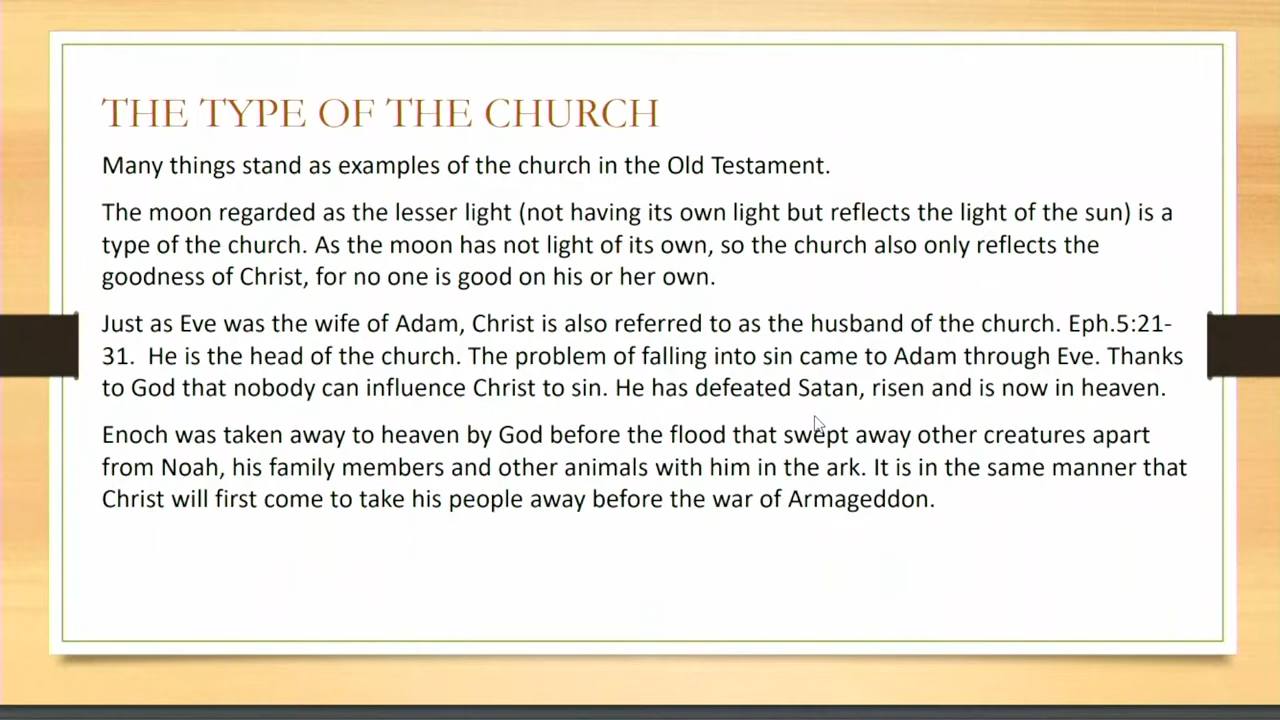 THE TYPE OF THE CHURCH
Many things stand as examples of the church in the Old Testament.
The moon regarded as the lesser light (not having its own light but reflects the light of the sun) is a
type of the church. As the moon has not light of its own, so the church also only reflects the
goodness of Christ, for no one is good on his or her own.
Just as Eve was the wife of Adam, Christ is also referred to as the husband of the church. Eph.5:21-
31.  He is the head of the church. The problem of falling into sin came to Adam through Eve. Thanks
to God that nobody can influence Christ to sin. He has defeated Satan, risen and is now in heaven.
Enoch was taken away to heaven by God before the flood that swept away other creatures apart
from Noah, his family members and other animals with him in the ark. It is in the same manner that
Christ will first come to take his people away before the war of Armageddon.